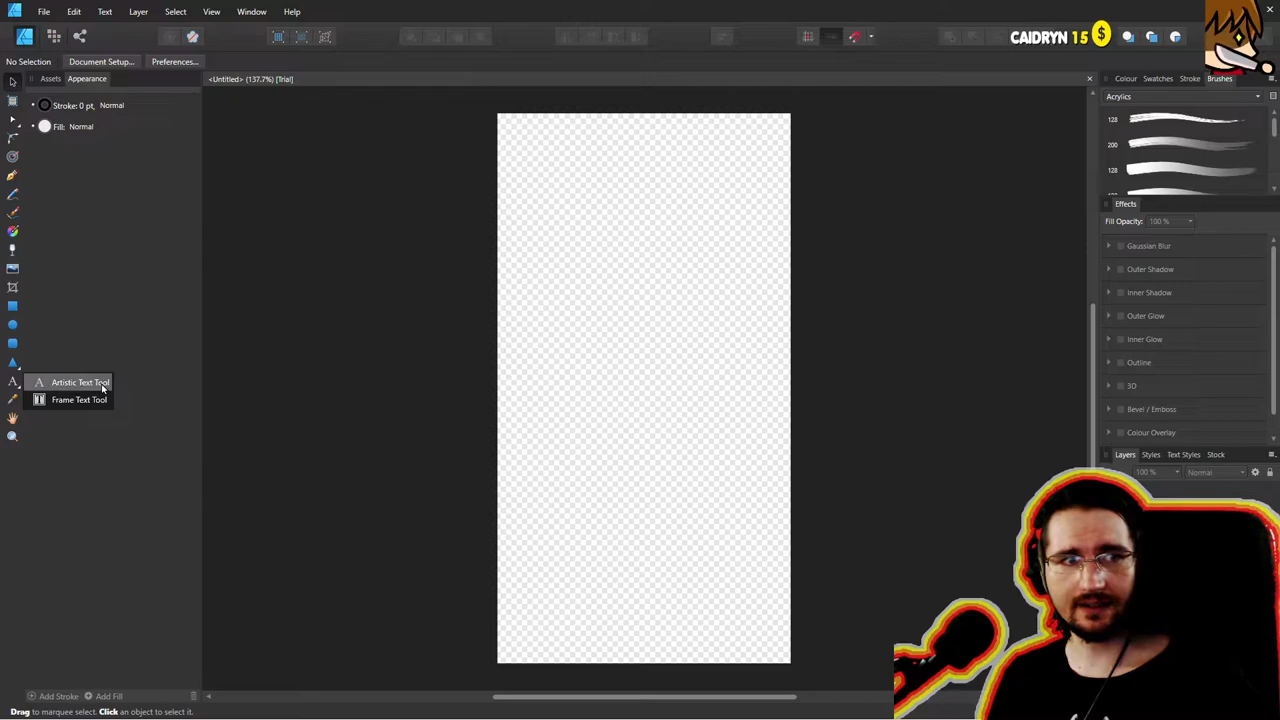 File Edit Text Layer Select View Window Help
CAIDRYN 15 $
No Selection Document Setup... Preferences...
Assets Appearance
<Untitled> (137.7%) [Trial]
Colour Swatches Stroke Brushes
Acrylics
Stroke: 0 pt, Normal
Fill: Normal
128
200
128
Effects
Fill Opacity: 100 %
Gaussian Blur
Outer Shadow
Inner Shadow
Outer Glow
Inner Glow
Outline
3D
Bevel / Emboss
Colour Overlay
A Artistic Text Tool
Frame Text Tool
Layers Styles Text Styles Stock
100 % Normal
Add Stroke Add Fill
Drag to marquee select. Click an object to select it.